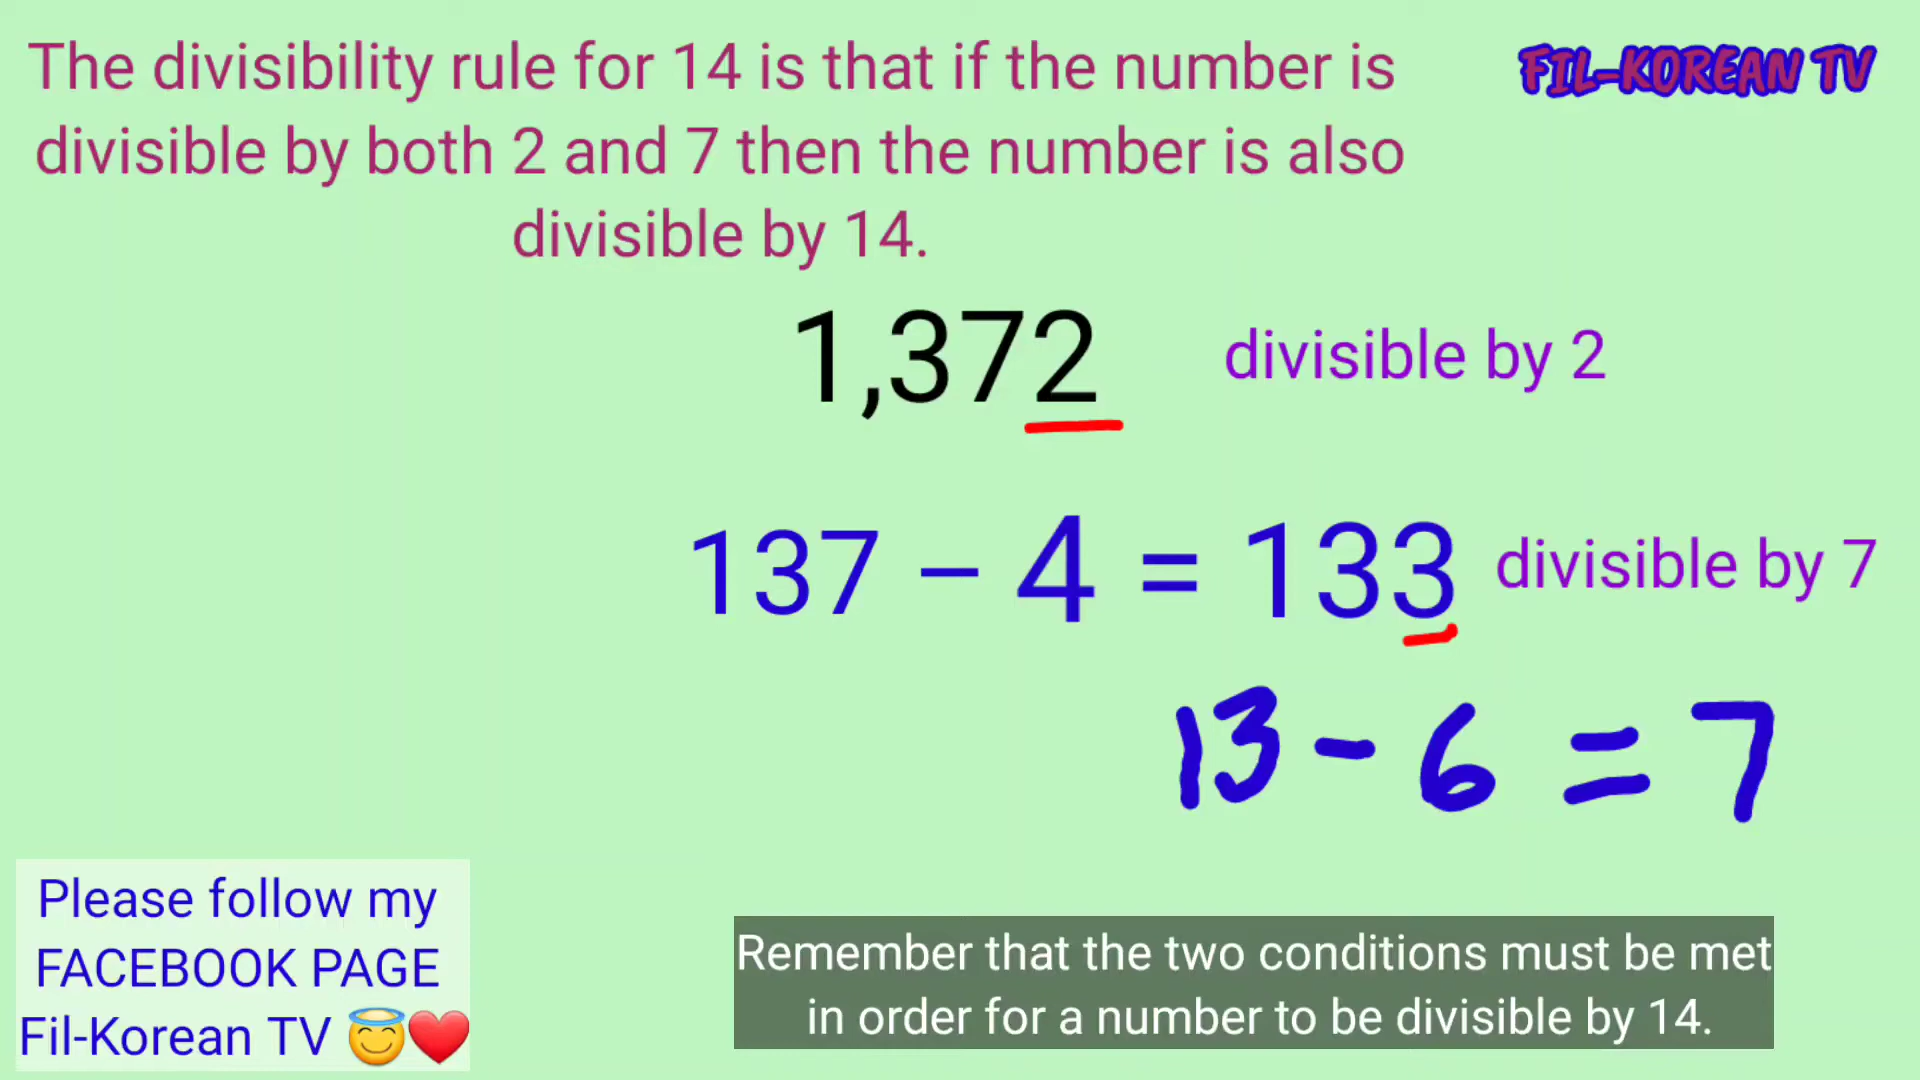 The divisibility rule for 14 is that if the number is
divisible by both 2 and 7 then the number is also
divisible by 14.
FIL-KOREAN TV
1,372 divisible by 2
137 – 4 = 133 divisible by 7
13 - 6 = 7
Please follow my
FACEBOOK PAGE
Fil-Korean TV 😇❤️
Remember that the two conditions must be met
in order for a number to be divisible by 14.